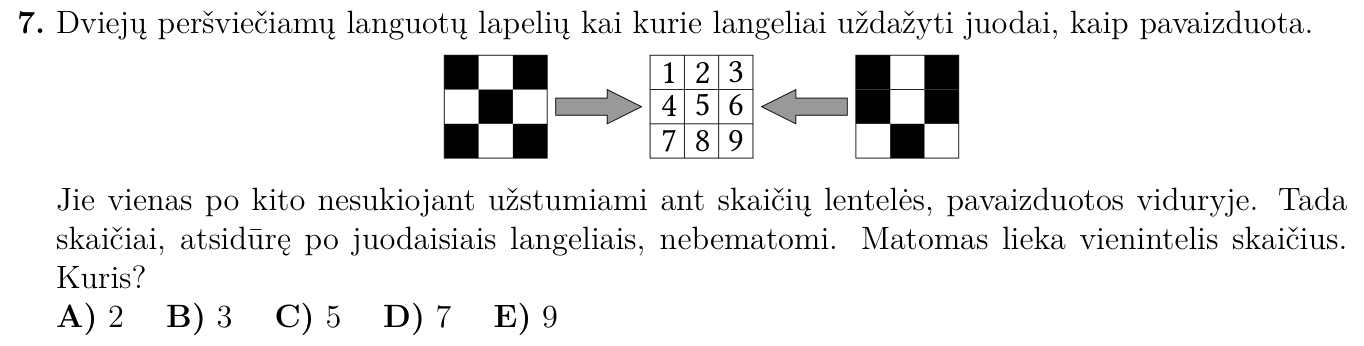 7. Dviejų peršviečiamų languotų lapelių kai kurie langeliai uždažyti juodai, kaip pavaizduota.
1 2 3
4 5 6
7 8 9
Jie vienas po kito nesukiojant užstumiami ant skaičių lentelės, pavaizduotos viduryje. Tada
skaičiai, atsidūrę po juodaisiais langeliais, nebematomi. Matomas lieka vienintelis skaičius.
Kuris?
A) 2 B) 3 C) 5 D) 7 E) 9